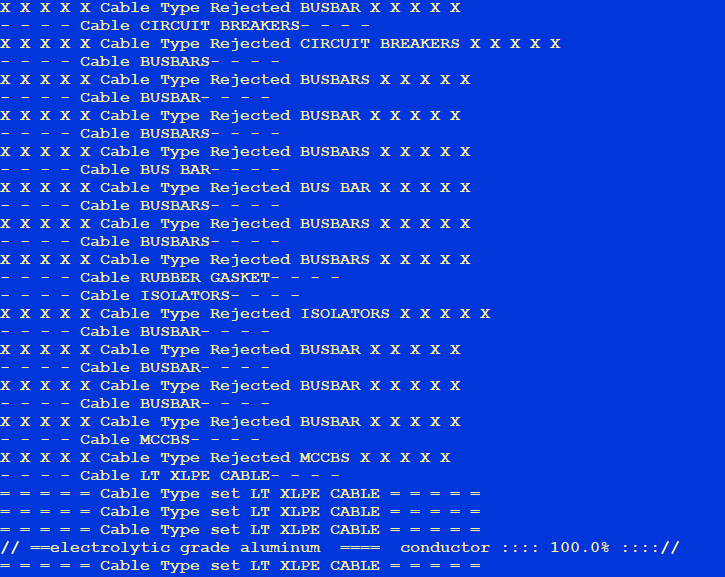 X X X X X Cable Type Rejected BUSBAR X X X X X
- - - - Cable CIRCUIT BREAKERS- - - -
X X X X X Cable Type Rejected CIRCUIT BREAKERS X X X X X
- - - - Cable BUSBARS- - - -
X X X X X Cable Type Rejected BUSBARS X X X X X
- - - - Cable BUSBAR- - - -
X X X X X Cable Type Rejected BUSBAR X X X X X
- - - - Cable BUSBARS- - - -
X X X X X Cable Type Rejected BUSBARS X X X X X
- - - - Cable BUS BAR- - - -
X X X X X Cable Type Rejected BUS BAR X X X X X
- - - - Cable BUSBARS- - - -
X X X X X Cable Type Rejected BUSBARS X X X X X
- - - - Cable BUSBARS- - - -
X X X X X Cable Type Rejected BUSBARS X X X X X
- - - - Cable RUBBER GASKET- - - -
- - - - Cable ISOLATORS- - - -
X X X X X Cable Type Rejected ISOLATORS X X X X X
- - - - Cable BUSBAR- - - -
X X X X X Cable Type Rejected BUSBAR X X X X X
- - - - Cable BUSBAR- - - -
X X X X X Cable Type Rejected BUSBAR X X X X X
- - - - Cable BUSBAR- - - -
X X X X X Cable Type Rejected BUSBAR X X X X X
- - - - Cable MCCBS- - - -
X X X X X Cable Type Rejected MCCBS X X X X X
- - - - Cable LT XLPE CABLE- - - -
= = = = = Cable Type set LT XLPE CABLE = = = = =
= = = = = Cable Type set LT XLPE CABLE = = = = =
= = = = = Cable Type set LT XLPE CABLE = = = = =
// ==electrolytic grade aluminum  ====  conductor :::: 100.0% :::://
= = = = = Cable Type set LT XLPE CABLE = = = = =